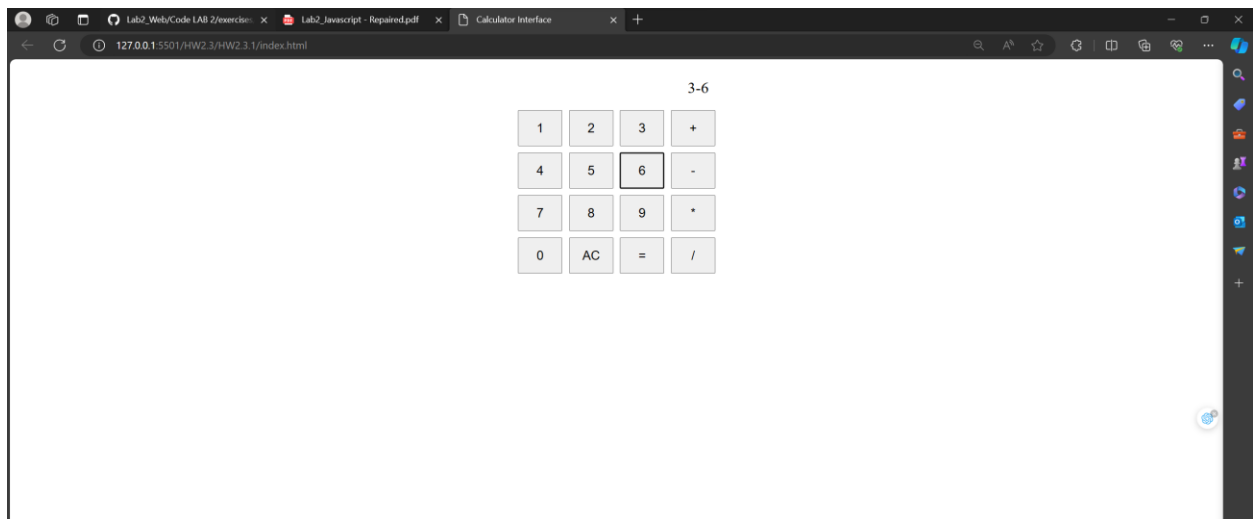 Lab2_Web/Code LAB 2/exercises
Lab2_Javascript - Repaired.pdf
Calculator Interface
127.0.0.1:5501/HW2.3/HW2.3.1/index.html
3-6
1 2 3 +
4 5 6 -
7 8 9 *
0 AC = /